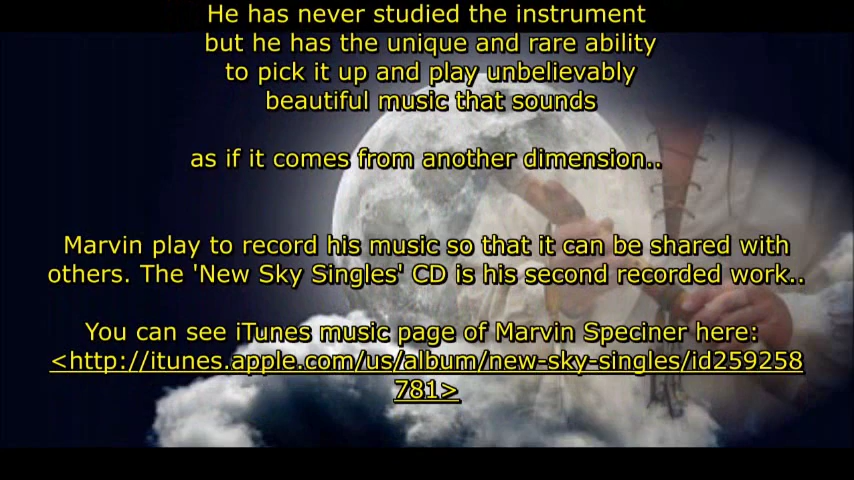 He has never studied the instrument
but he has the unique and rare ability
to pick it up and play unbelievably
beautiful music that sounds
as if it comes from another dimension..
Marvin play to record his music so that it can be shared with
others. The 'New Sky Singles' CD is his second recorded work..
You can see iTunes music page of Marvin Speciner here:
<http://itunes.apple.com/us/album/new-sky-singles/id259258
781>